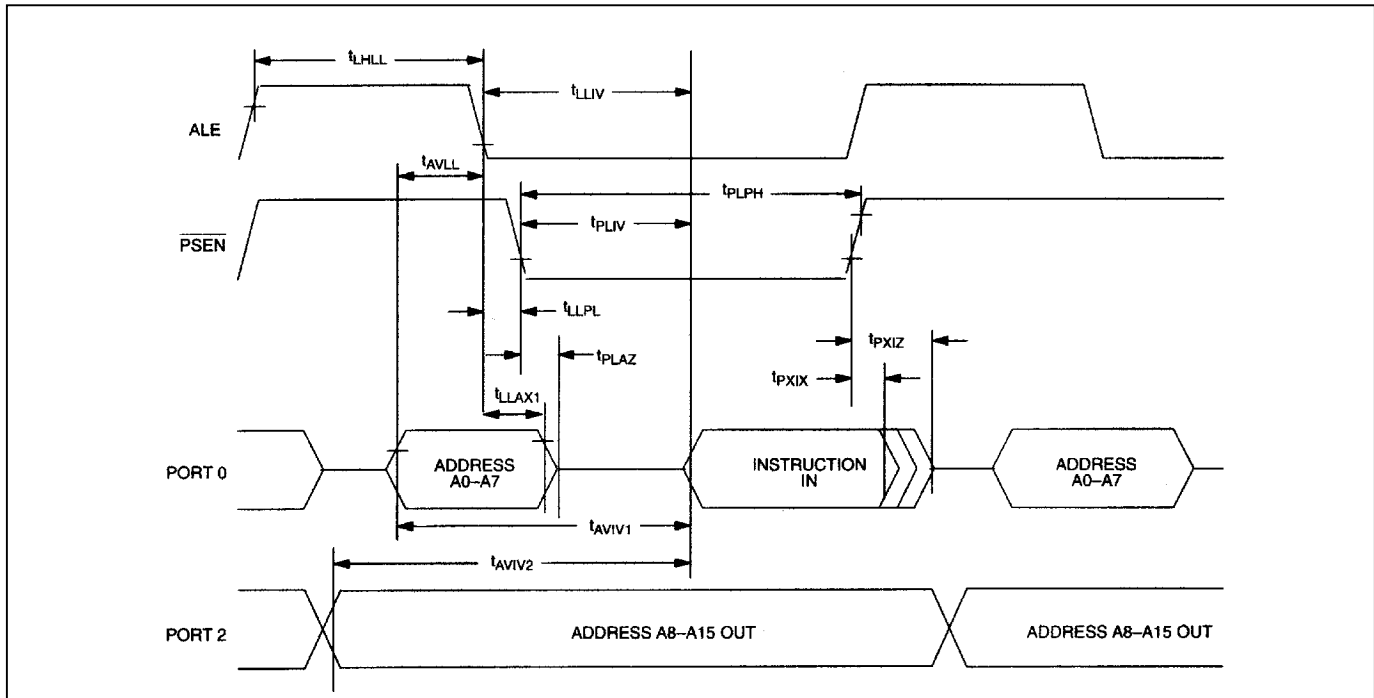 tLHLL
tLLIV
ALE
tAVLL
tPLPH
tPLIV
PSEN
tLLPL
tPLAZ
tPXIZ
tPXIX
tLLAX1
PORT 0
ADDRESS
A0–A7
INSTRUCTION
IN
ADDRESS
A0–A7
tAVIV1
tAVIV2
PORT 2
ADDRESS A8–A15 OUT
ADDRESS A8–A15 OUT